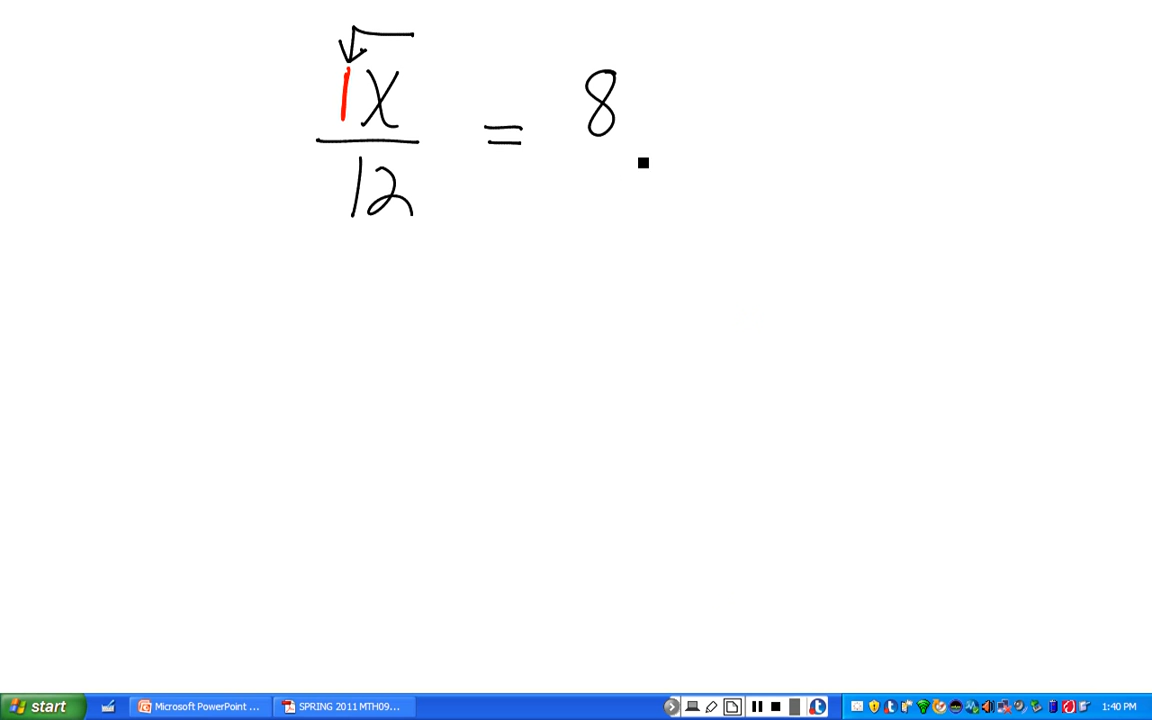 1x
12
= 8
start
Microsoft PowerPoint ...
SPRING 2011 MTH09...
1:40 PM